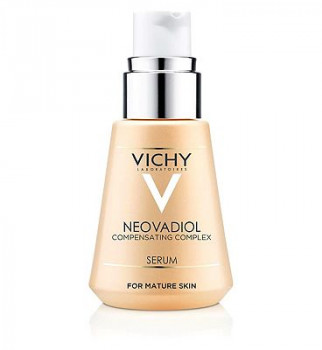 VICHY
LABORATOIRES
NEOVADIOL
COMPENSATING COMPLEX
SERUM
FOR MATURE SKIN